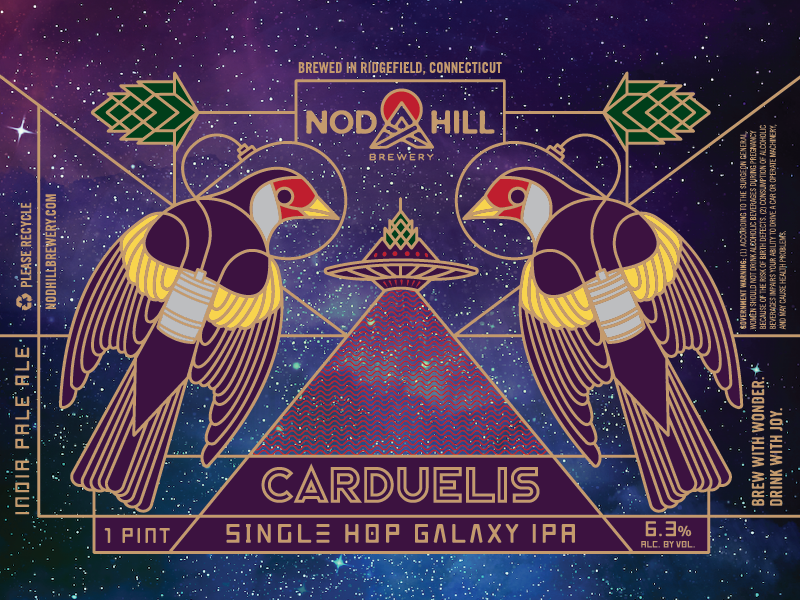 BREWED IN RIDGEFIELD, CONNECTICUT
NOD HILL
BREWERY
PLEASE RECYCLE
NODHILLBREWERY.COM
INDIA PALE ALE
CARDUELIS
1 PINT
SINGLE HOP GALAXY IPA
6.3%
ALC. BY VOL.
GOVERNMENT WARNING: (1) ACCORDING TO THE SURGEON GENERAL,
WOMEN SHOULD NOT DRINK ALCOHOLIC BEVERAGES DURING PREGNANCY
BECAUSE OF THE RISK OF BIRTH DEFECTS. (2) CONSUMPTION OF ALCOHOLIC
BEVERAGES IMPAIRS YOUR ABILITY TO DRIVE A CAR OR OPERATE MACHINERY,
AND MAY CAUSE HEALTH PROBLEMS.
BREW WITH WONDER.
DRINK WITH JOY.